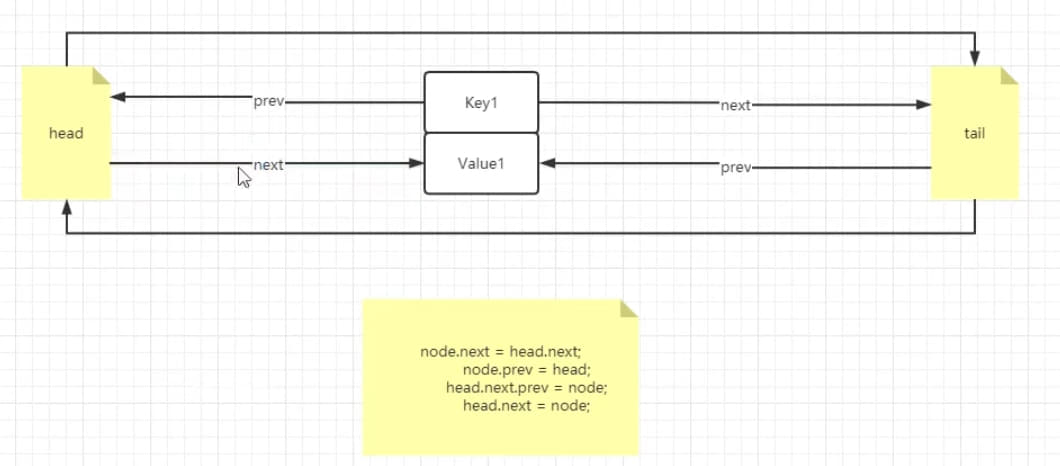 prev
Key1
next
head
tail
next
Value1
prev
node.next = head.next;
node.prev = head;
head.next.prev = node;
head.next = node;